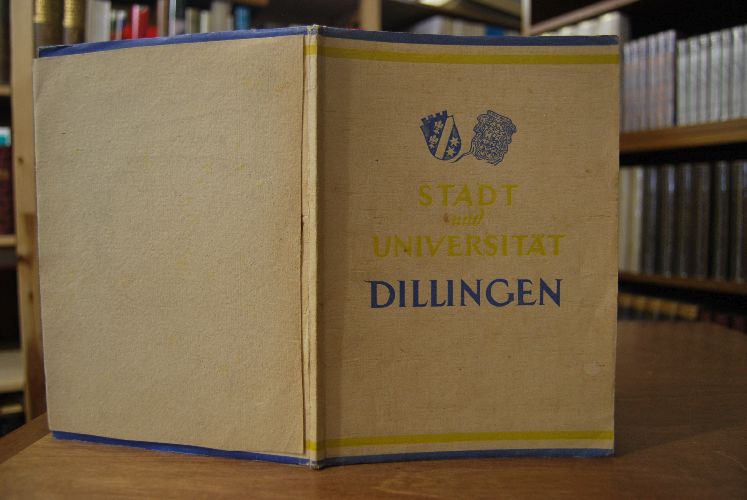 STADT
und
UNIVERSITÄT
DILLINGEN